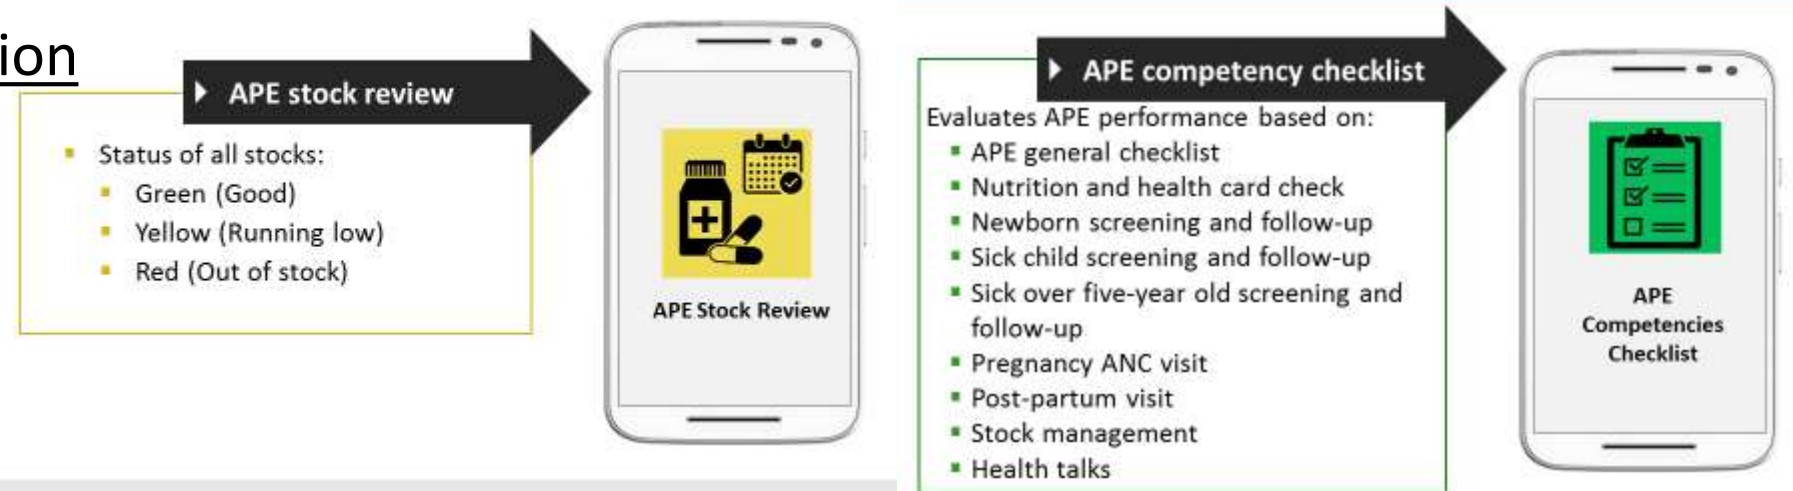 ion
APE stock review
Status of all stocks:
Green (Good)
Yellow (Running low)
Red (Out of stock)
APE Stock Review
APE competency checklist
Evaluates APE performance based on:
APE general checklist
Nutrition and health card check
Newborn screening and follow-up
Sick child screening and follow-up
Sick over five-year old screening and
follow-up
Pregnancy ANC visit
Post-partum visit
Stock management
Health talks
APE
Competencies
Checklist